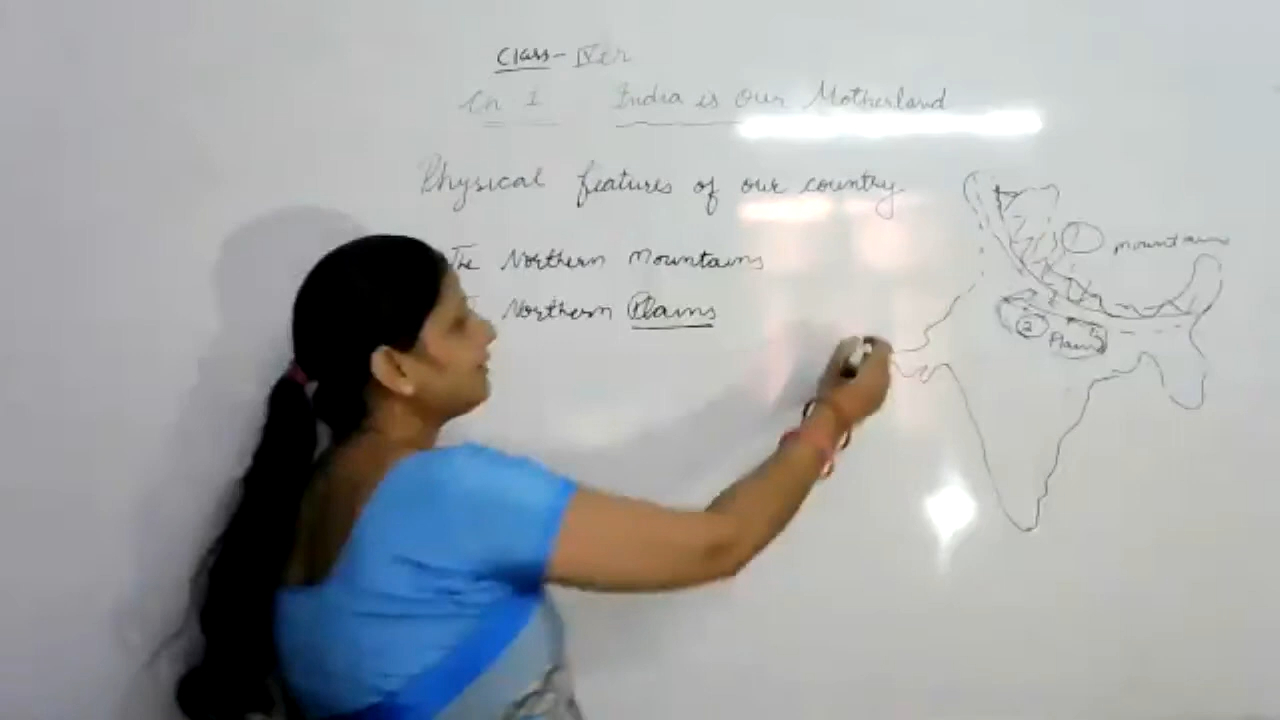 Class- IVth
Ch 1 India is our Motherland
Physical features of our country
The Northern Mountains
Northern Plains
1 mountains
2 Plains